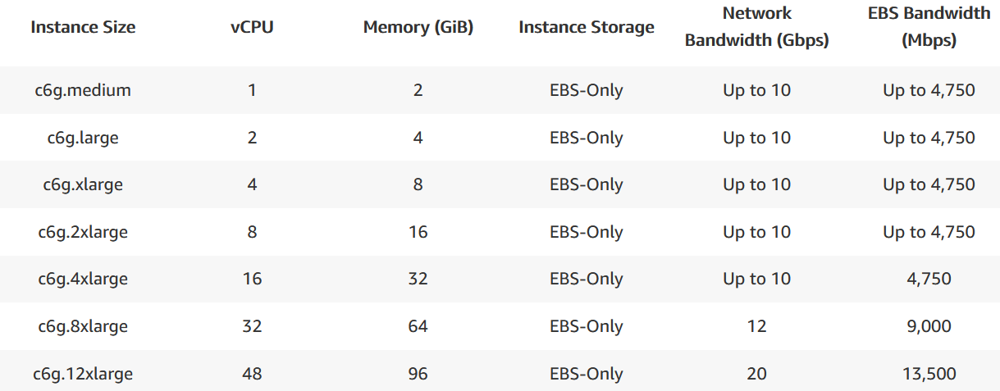 Instance Size vCPU Memory (GiB) Instance Storage Network Bandwidth (Gbps) EBS Bandwidth (Mbps)
c6g.medium 1 2 EBS-Only Up to 10 Up to 4,750
c6g.large 2 4 EBS-Only Up to 10 Up to 4,750
c6g.xlarge 4 8 EBS-Only Up to 10 Up to 4,750
c6g.2xlarge 8 16 EBS-Only Up to 10 Up to 4,750
c6g.4xlarge 16 32 EBS-Only Up to 10 4,750
c6g.8xlarge 32 64 EBS-Only 12 9,000
c6g.12xlarge 48 96 EBS-Only 20 13,500